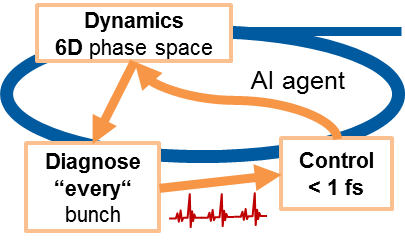 Dynamics
6D phase space
AI agent
Diagnose
“every“
bunch
Control
< 1 fs